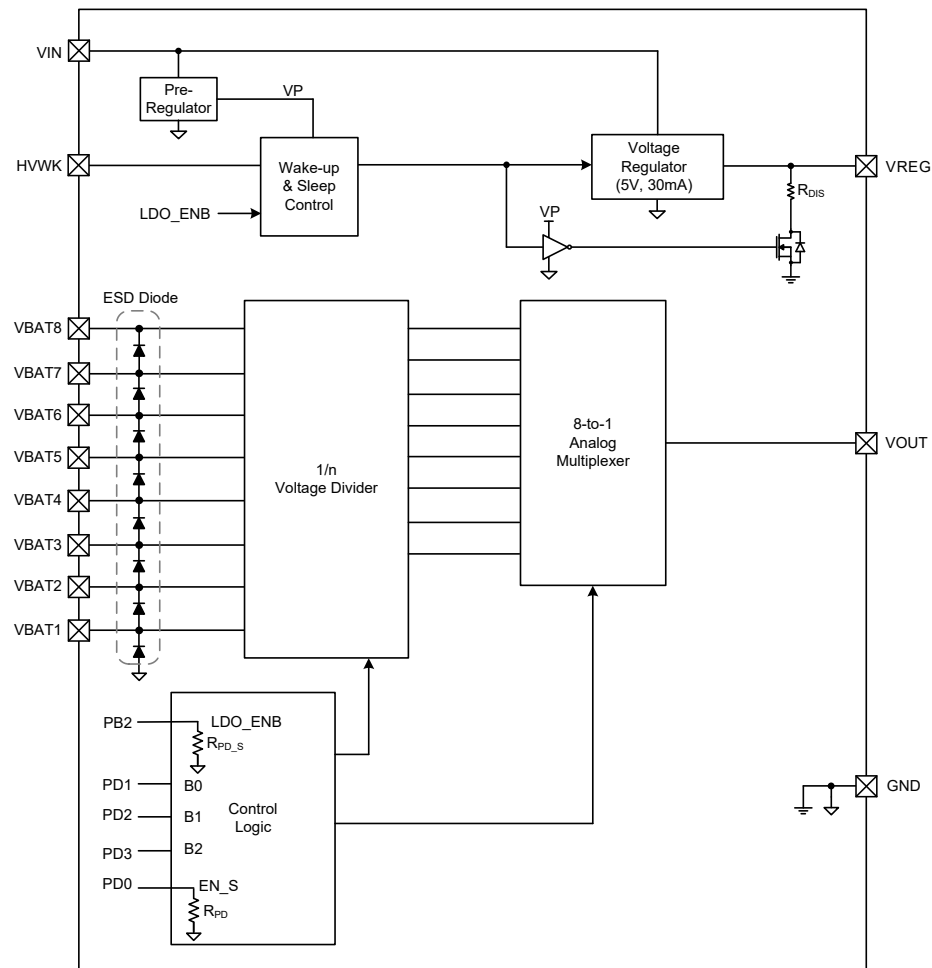 VIN
Pre-
Regulator
VP
HVWK
Wake-up
& Sleep
Control
LDO_ENB
Voltage
Regulator
(5V, 30mA)
VREG
RDIS
VP
ESD Diode
VBAT8
VBAT7
VBAT6
VBAT5
VBAT4
VBAT3
VBAT2
VBAT1
1/n
Voltage Divider
8-to-1
Analog
Multiplexer
VOUT
PB2
LDO_ENB
RPD_S
PD1
B0
PD2
B1
PD3
B2
Control
Logic
PD0
EN_S
RPD
GND